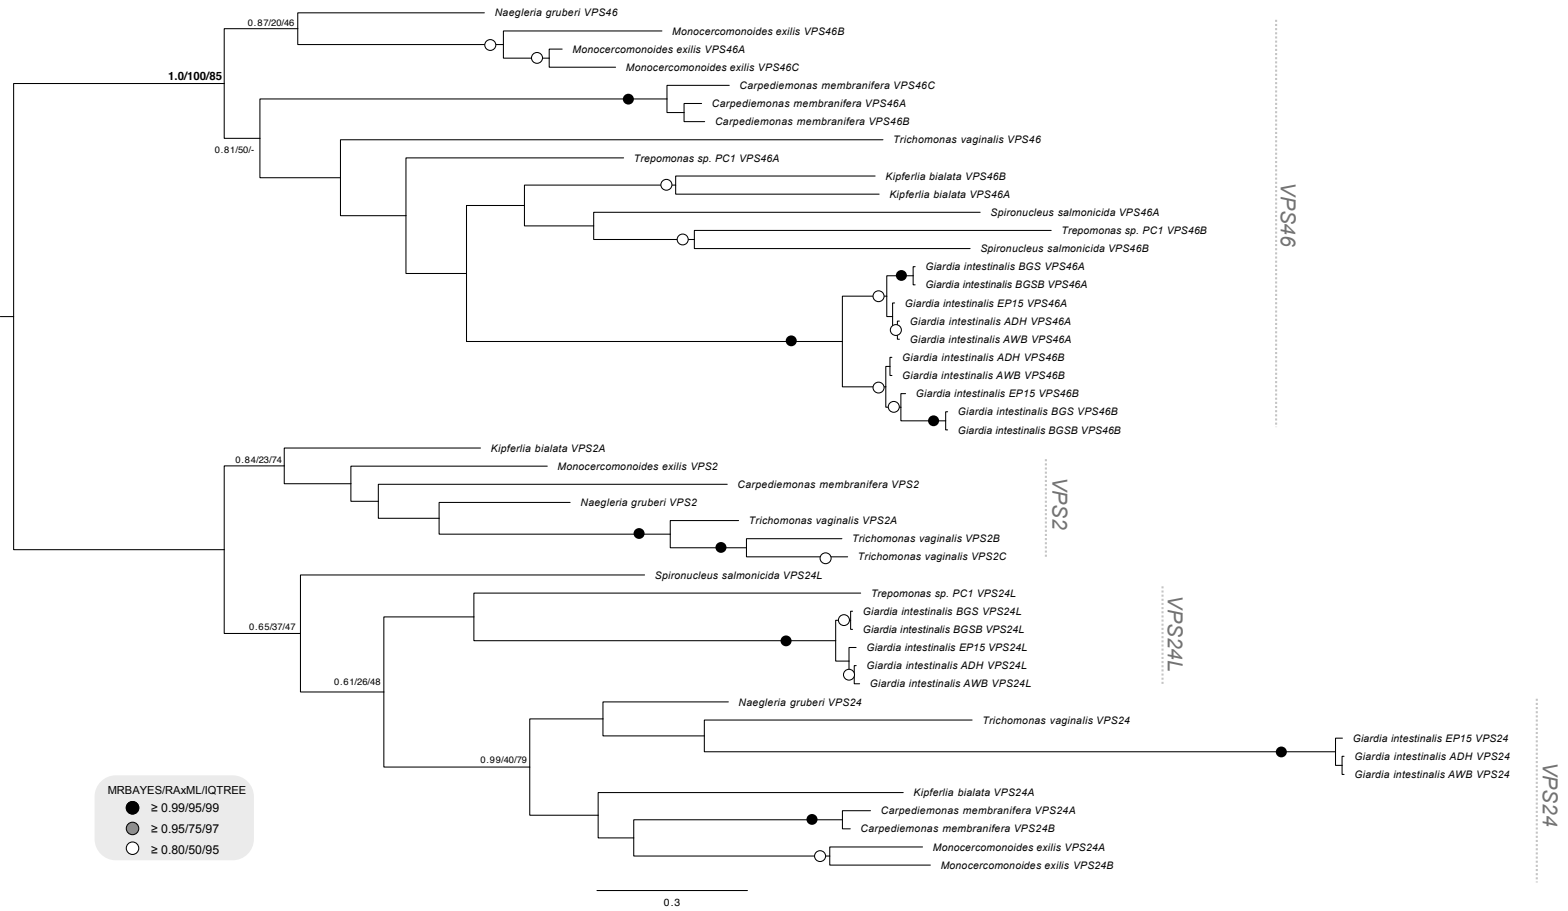 Naegleria gruberi VPS46
0.87/20/46
Monocercomonoides exilis VPS46B
Monocercomonoides exilis VPS46A
Monocercomonoides exilis VPS46C
1.0/100/85
Carpediemonas membranifera VPS46C
Carpediemonas membranifera VPS46A
Carpediemonas membranifera VPS46B
Trichomonas vaginalis VPS46
0.81/50/-
Trepomonas sp. PC1 VPS46A
Kipferlia bialata VPS46B
Kipferlia bialata VPS46A
Spironucleus salmonicida VPS46A
VPS46
Trepomonas sp. PC1 VPS46B
Spironucleus salmonicida VPS46B
Giardia intestinalis BGS VPS46A
Giardia intestinalis BGSB VPS46A
Giardia intestinalis EP15 VPS46A
Giardia intestinalis ADH VPS46A
Giardia intestinalis AWB VPS46A
Giardia intestinalis ADH VPS46B
Giardia intestinalis AWB VPS46B
Giardia intestinalis EP15 VPS46B
Giardia intestinalis BGS VPS46B
Giardia intestinalis BGSB VPS46B
Kipferlia bialata VPS2A
0.84/23/74
Monocercomonoides exilis VPS2
Carpediemonas membranifera VPS2
Naegleria gruberi VPS2
VPS2
Trichomonas vaginalis VPS2A
Trichomonas vaginalis VPS2B
Trichomonas vaginalis VPS2C
Spironucleus salmonicida VPS24L
Trepomonas sp. PC1 VPS24L
Giardia intestinalis BGS VPS24L
0.65/37/47
Giardia intestinalis BGSB VPS24L
VPS24L
Giardia intestinalis EP15 VPS24L
Giardia intestinalis ADH VPS24L
0.61/26/48
Giardia intestinalis AWB VPS24L
Naegleria gruberi VPS24
Trichomonas vaginalis VPS24
Giardia intestinalis EP15 VPS24
0.99/40/79
Giardia intestinalis ADH VPS24
Giardia intestinalis AWB VPS24
VPS24
Kipferlia bialata VPS24A
Carpediemonas membranifera VPS24A
Carpediemonas membranifera VPS24B
Monocercomonoides exilis VPS24A
Monocercomonoides exilis VPS24B
MRBAYES/RAxML/IQTREE
≥ 0.99/95/99
≥ 0.95/75/97
≥ 0.80/50/95
0.3